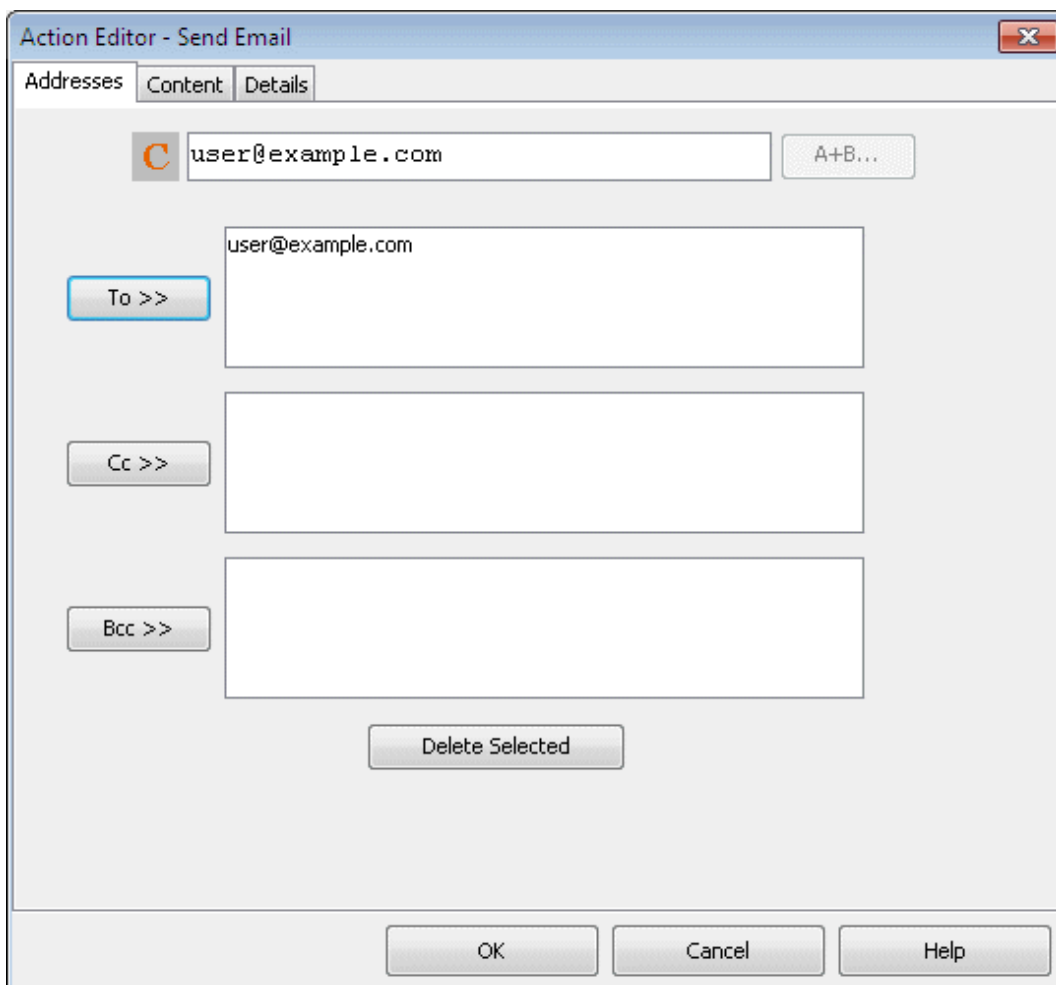 Action Editor - Send Email
Addresses Content Details
C user@example.com A+B...
user@example.com
To >>
Cc >>
Bcc >>
Delete Selected
OK Cancel Help